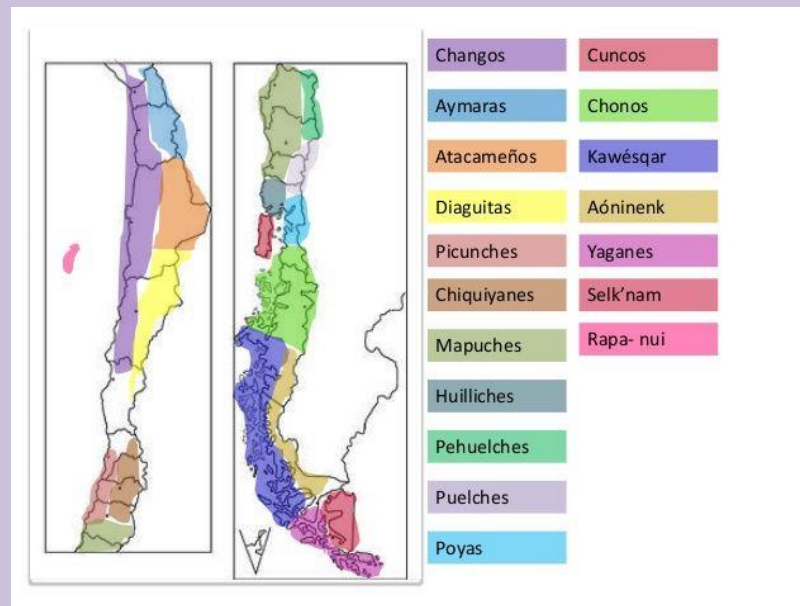 Changos
Aymaras
Atacameños
Diaguitas
Picunches
Chiquiyanes
Mapuches
Huilliches
Pehuelches
Puelches
Poyas
Cuncos
Chonos
Kawésqar
Aóninenk
Yaganes
Selk'nam
Rapa- nui